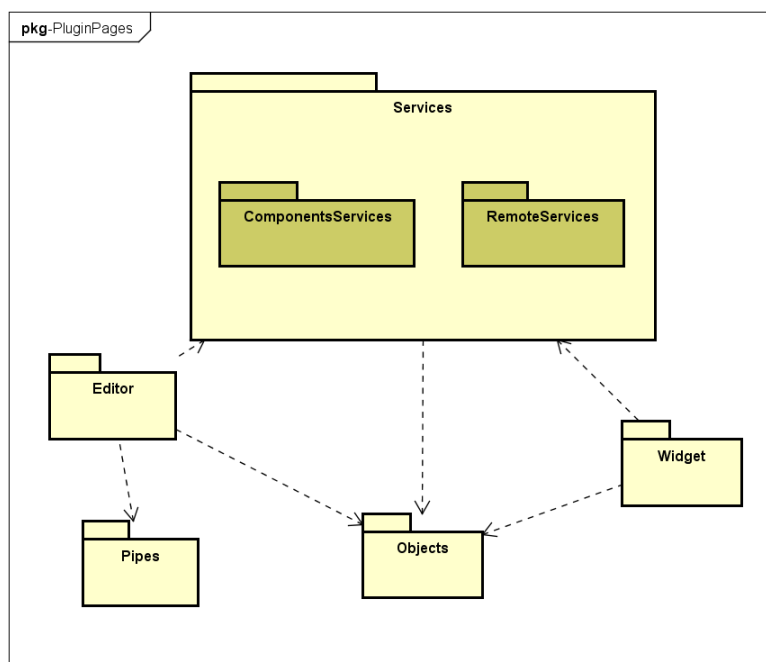 pkg-PluginPages
Services
ComponentsServices
RemoteServices
Editor
Widget
Pipes
Objects